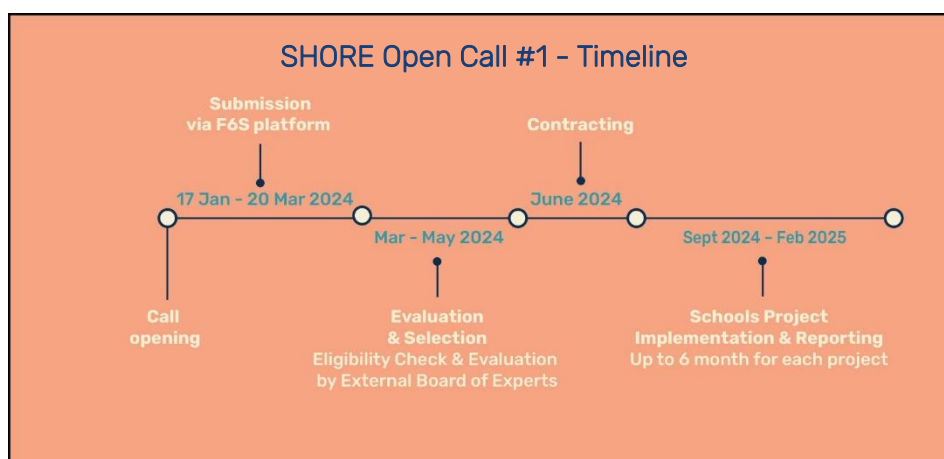 SHORE Open Call #1 - Timeline
Submission
via F6S platform
Contracting
17 Jan - 20 Mar 2024
June 2024
Mar - May 2024
Sept 2024 - Feb 2025
Call
opening
Evaluation
& Selection
Eligibility Check & Evaluation
by External Board of Experts
Schools Project
Implementation & Reporting
Up to 6 month for each project